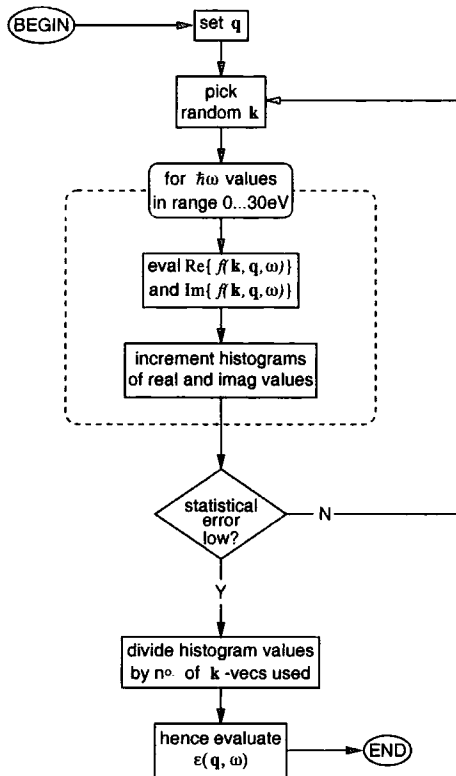 BEGIN
set q
pick
random k
for ℏω values
in range 0...30eV
eval Re{ f(k, q, ω)}
and Im{ f(k, q, ω)}
increment histograms
of real and imag values
statistical
error
low?
N
Y
divide histogram values
by nº. of k -vecs used
hence evaluate
ε(q, ω)
END